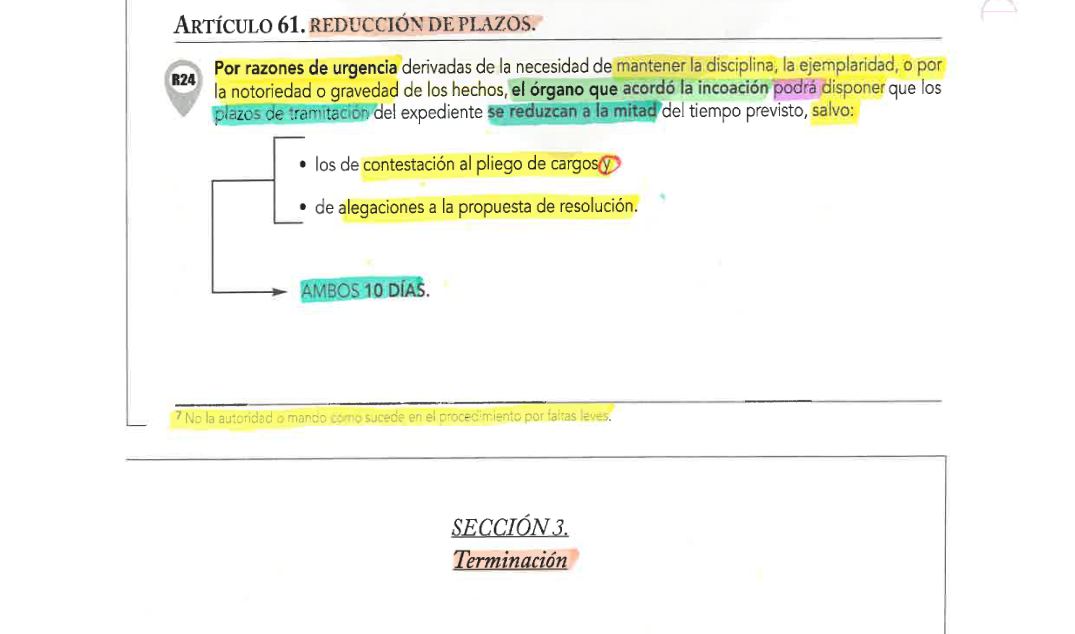 ARTÍCULO 61. REDUCCIÓN DE PLAZOS.
R24
Por razones de urgencia derivadas de la necesidad de mantener la disciplina, la ejemplaridad, o por
la notoriedad o gravedad de los hechos, el órgano que acordó la incoación podrá disponer que los
plazos de tramitación del expediente se reduzcan a la mitad del tiempo previsto, salvo:
• los de contestación al pliego de cargos y
• de alegaciones a la propuesta de resolución.
AMBOS 10 DÍAS.
7 No la autoridad o mando como sucede en el procedimiento por faltas leves.
SECCIÓN 3.
Terminación